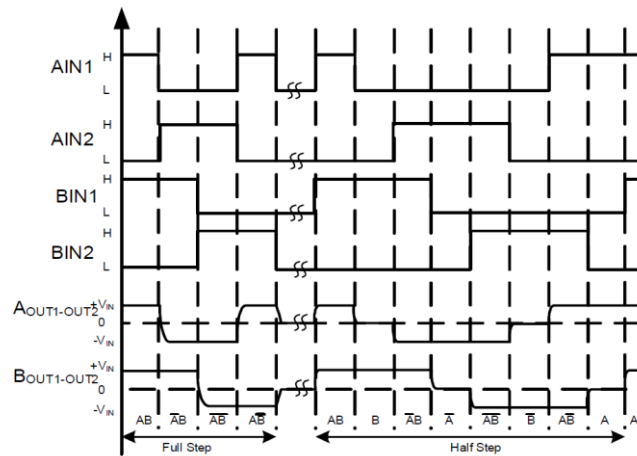 H
AIN1
L
H
AIN2
L
BIN1 H
L
H
BIN2
L
AOUT1-OUT2 +VIN
0
-VIN
BOUT1-OUT2 +VIN
0
-VIN
AB A̅B A̅B̅ AB̅ AB B A̅B A̅ A̅B̅ B̅ AB̅ A A
Full Step Half Step